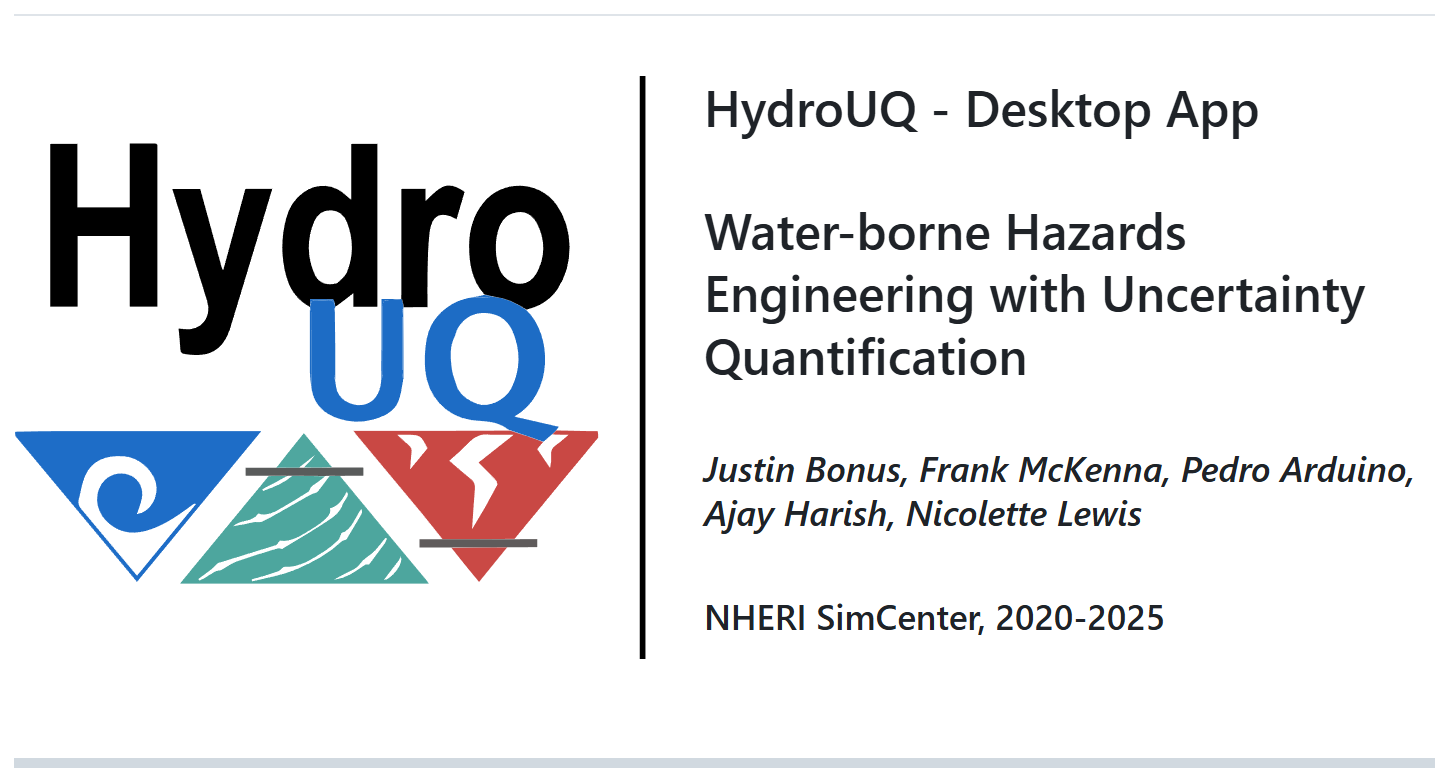 Hydro
UQ
HydroUQ - Desktop App
Water-borne Hazards
Engineering with Uncertainty
Quantification
Justin Bonus, Frank McKenna, Pedro Arduino,
Ajay Harish, Nicolette Lewis
NHERI SimCenter, 2020-2025